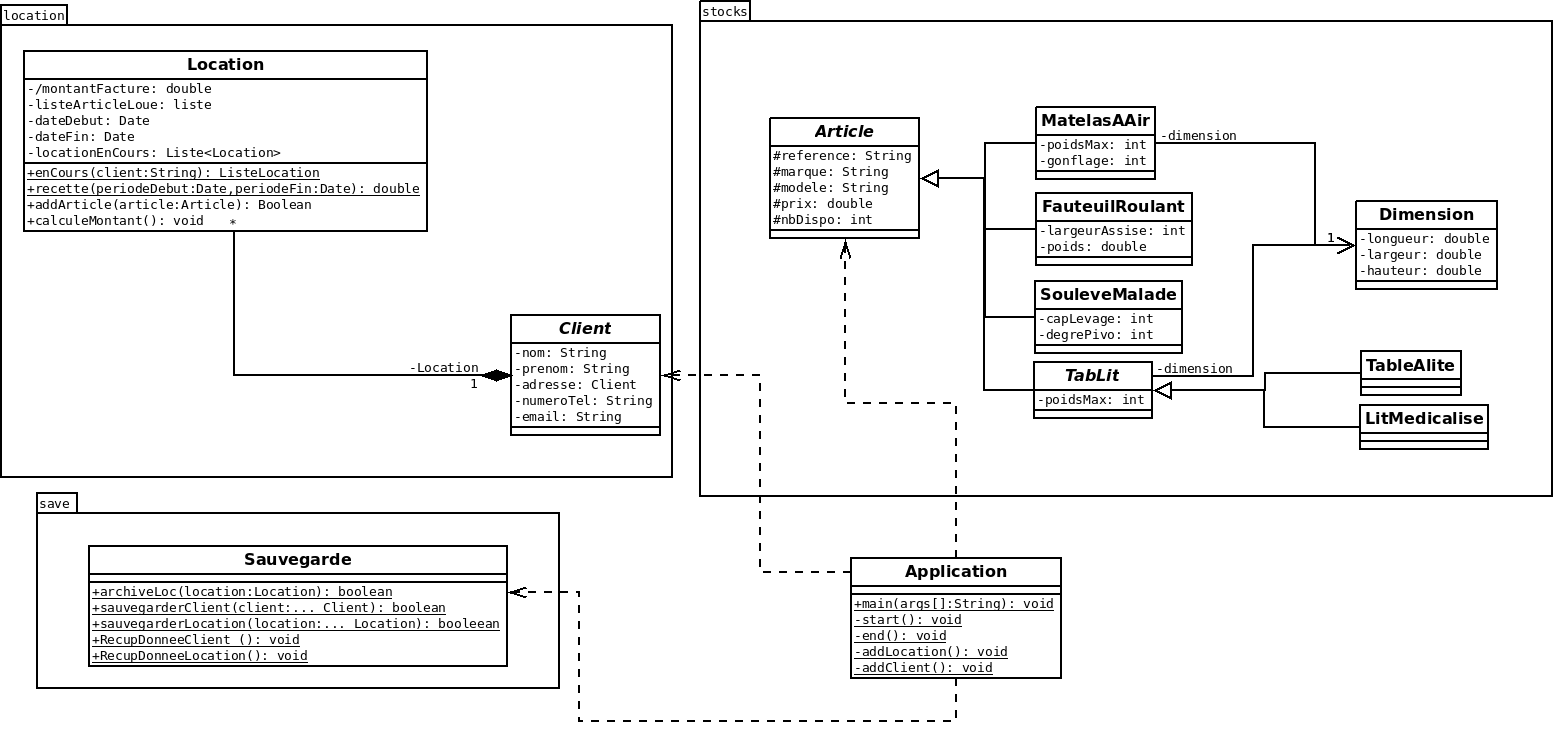 location
Location
-/montantFacture: double
-listeArticleLoue: liste
-dateDebut: Date
-dateFin: Date
-locationEnCours: Liste<Location>
+enCours(client:String): ListeLocation
+recette(periodeDebut:Date,periodeFin:Date): double
+addArticle(article:Article): Boolean
+calculeMontant(): void
*
-Location
1
Client
-nom: String
-prenom: String
-adresse: Client
-numeroTel: String
-email: String
stocks
Article
#reference: String
#marque: String
#modele: String
#prix: double
#nbDispo: int
MatelasAAir
-poidsMax: int
-gonflage: int
-dimension
FauteuilRoulant
-largeurAssise: int
-poids: double
SouleveMalade
-capLevage: int
-degrePivo: int
TabLit
-poidsMax: int
-dimension
1
Dimension
-longueur: double
-largeur: double
-hauteur: double
TableAlite
LitMedicalise
save
Sauvegarde
+archiveLoc(location:Location): boolean
+sauvegarderClient(client:... Client): boolean
+sauvegarderLocation(location:... Location): booleean
+RecupDonneeClient (): void
+RecupDonneeLocation(): void
Application
+main(args[]:String): void
-start(): void
-end(): void
-addLocation(): void
-addClient(): void